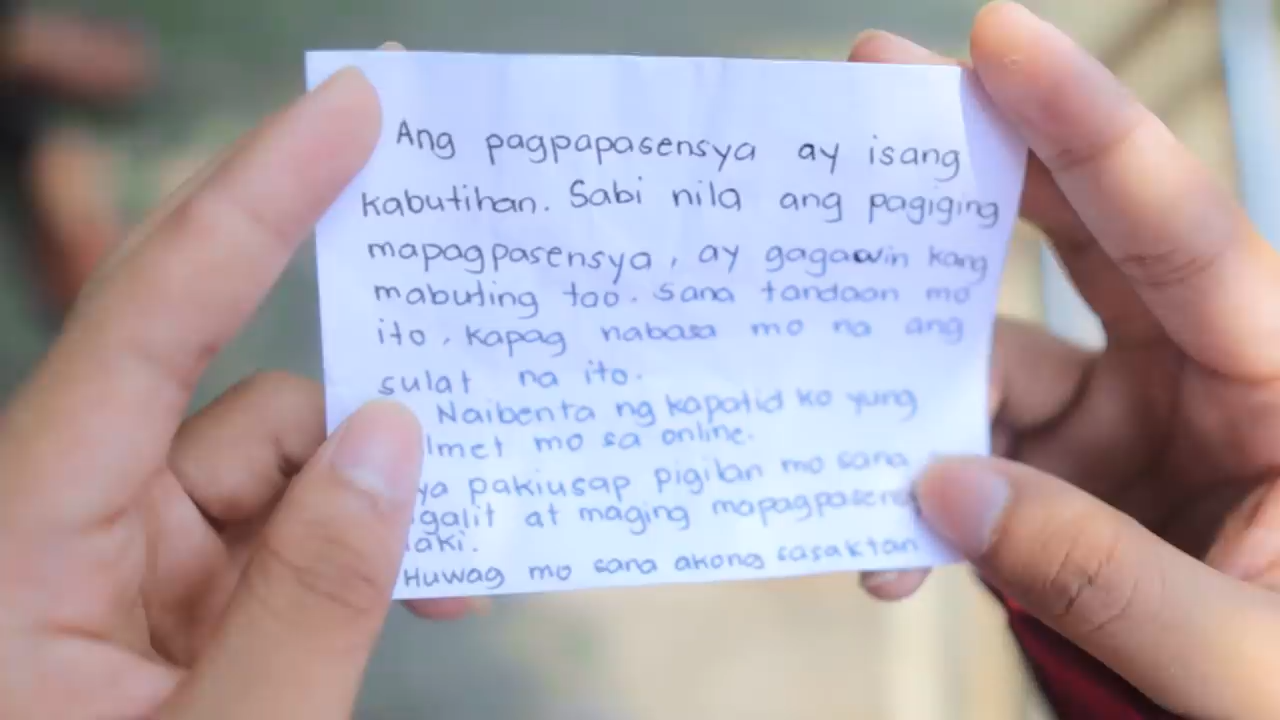 Ang pagpapasensya ay isang
kabutihan. Sabi nila ang pagiging
mapagpasensya, ay gagawin kang
mabuting tao. Sana tandaan mo
ito, kapag nabasa mo na ang
sulat na ito.
Naibenta ng kapatid ko yung
mo sa online.
pakiusap pigilan mo sana
at maging
Huwag mo sana akong sasaktan